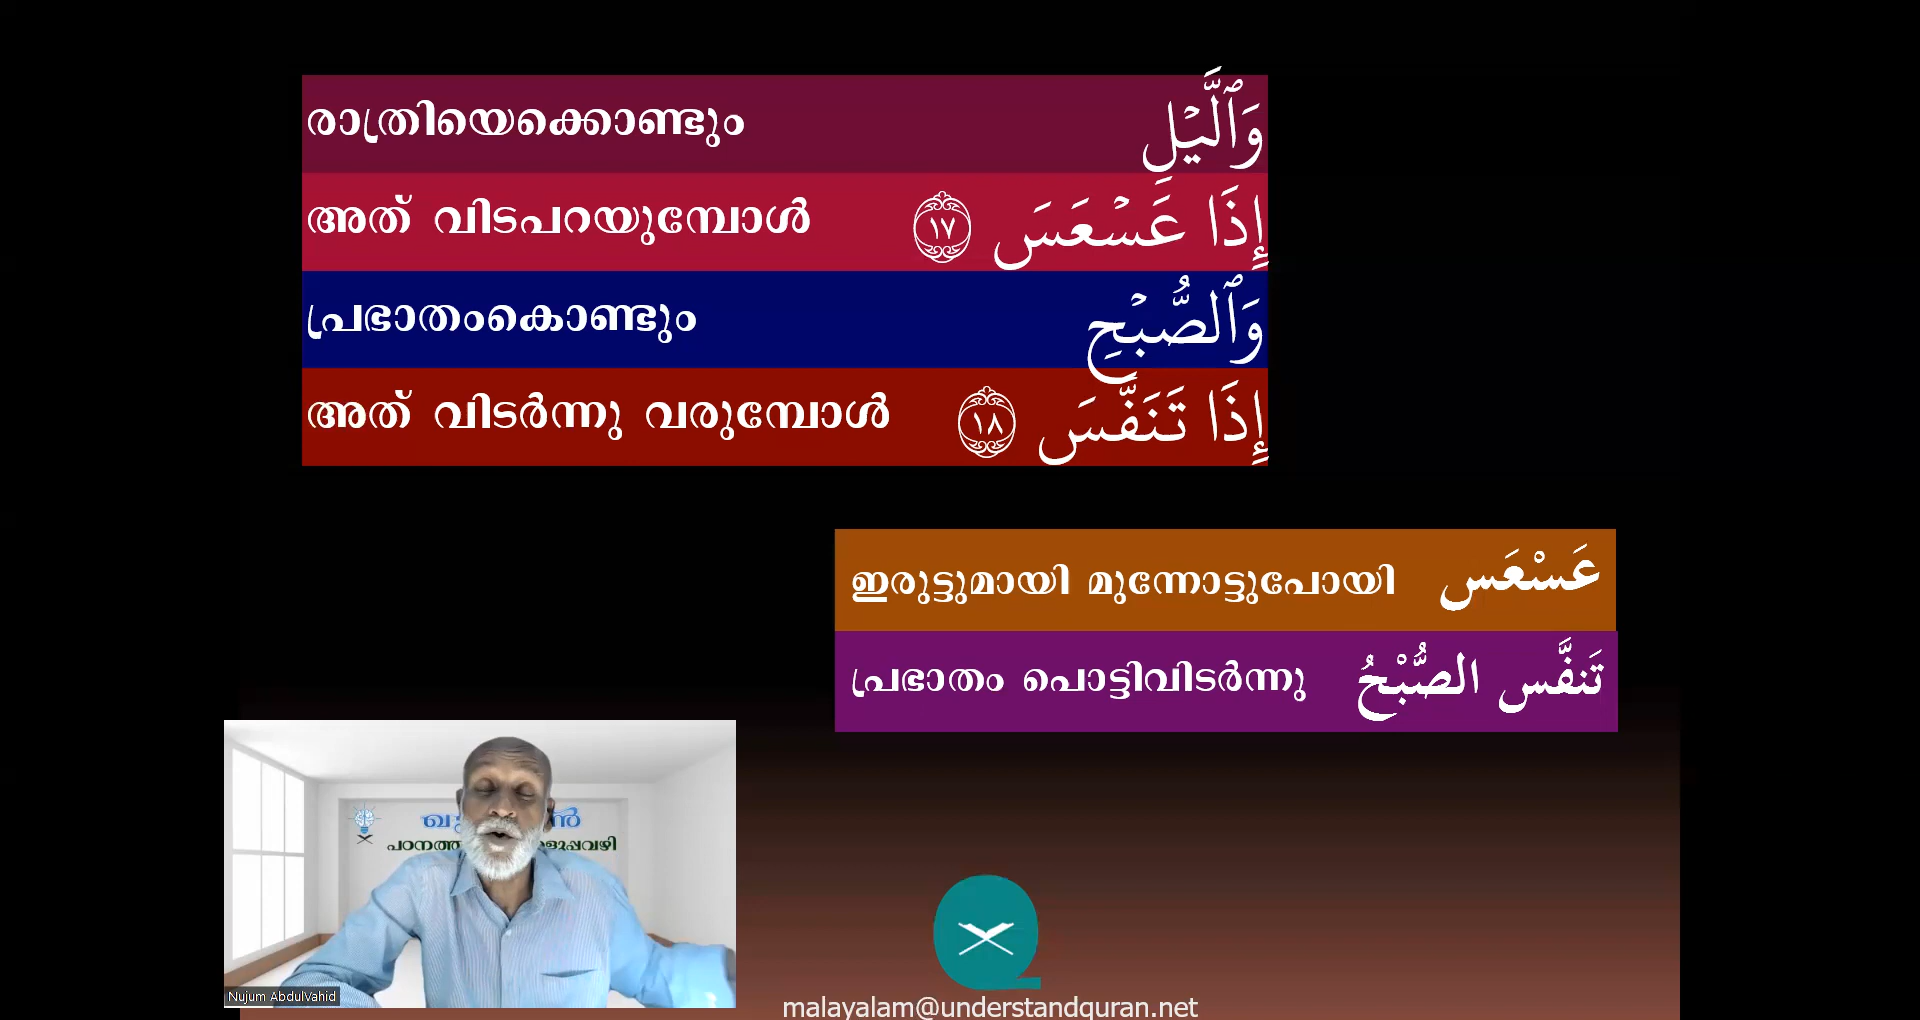 രാത്രിയെക്കൊണ്ടും وَٱلَّيۡلِ
അത് വിടപറയുമ്പോൾ إِذَا عَسۡعَسَ ١٧
പ്രഭാതംകൊണ്ടും وَٱلصُّبۡحِ
അത് വിടർന്നു വരുമ്പോൾ إِذَا تَنَفَّسَ ١٨
ഇരുട്ടുമായി മുന്നോട്ടുപോയി عَسْعَس
പ്രഭാതം പൊട്ടിവിടർന്നു تَنفَّس الصُّبْحُ
Nujum AbdulVahid
malayalam@understandquran.net